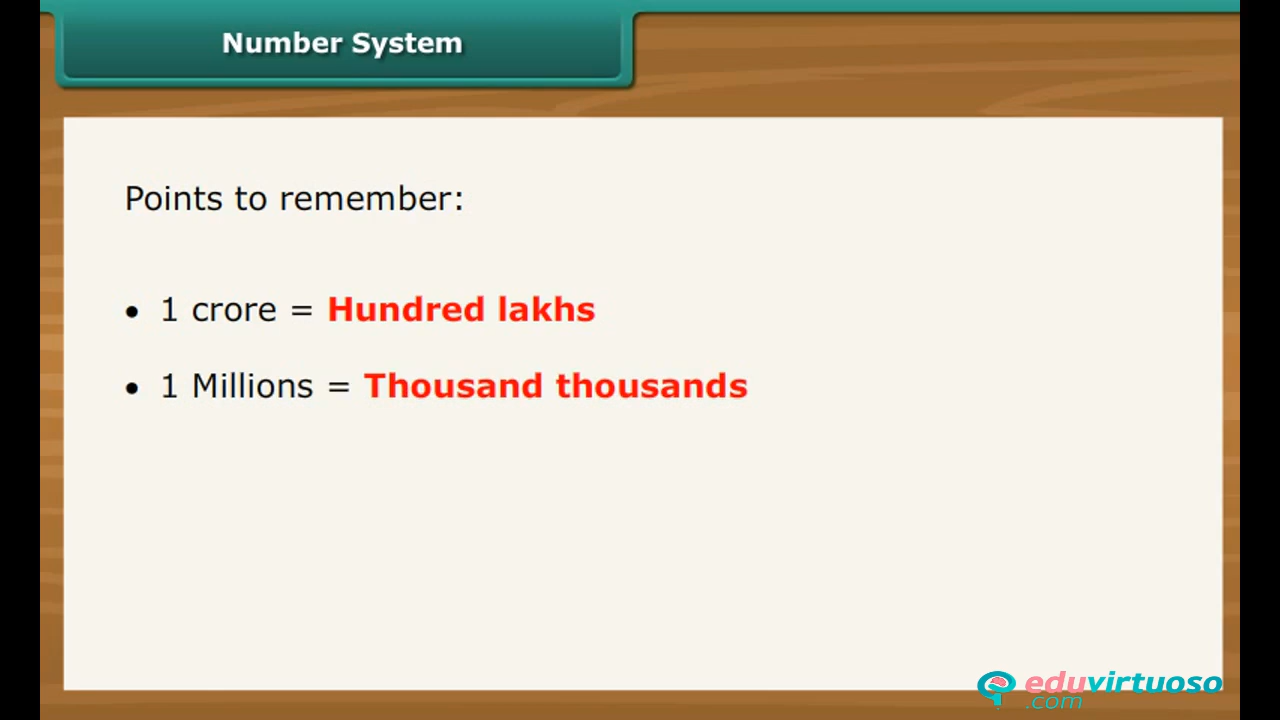 Number System
Points to remember:
• 1 crore = Hundred lakhs
• 1 Millions = Thousand thousands
eduvirtuoso
.com